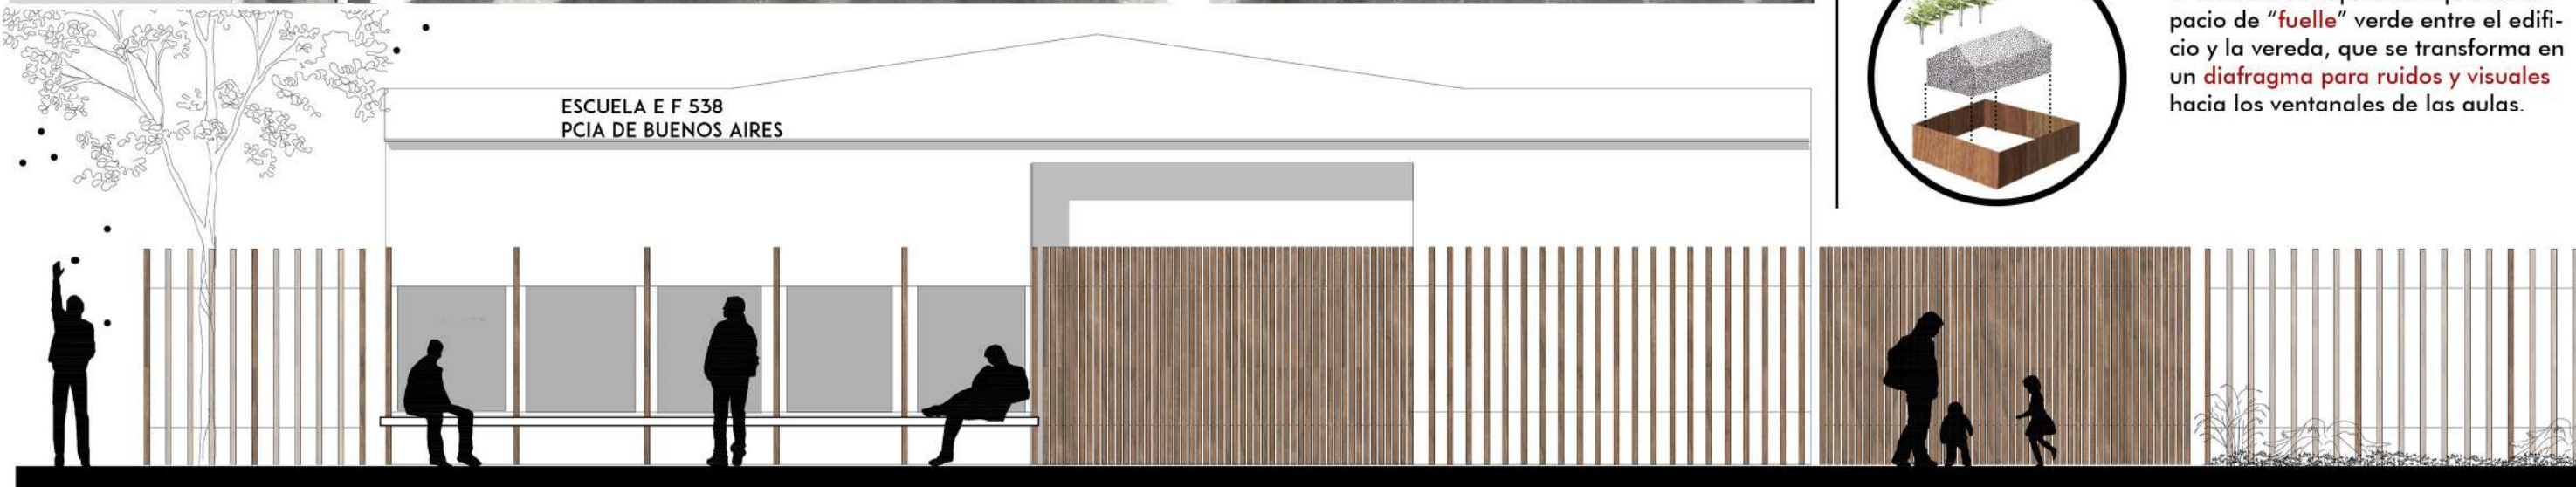 ESCUELA E F 538
PCIA DE BUENOS AIRES
pacio de “fuelle” verde entre el edifi-
cio y la vereda, que se transforma en
un diafragma para ruidos y visuales
hacia los ventanales de las aulas.